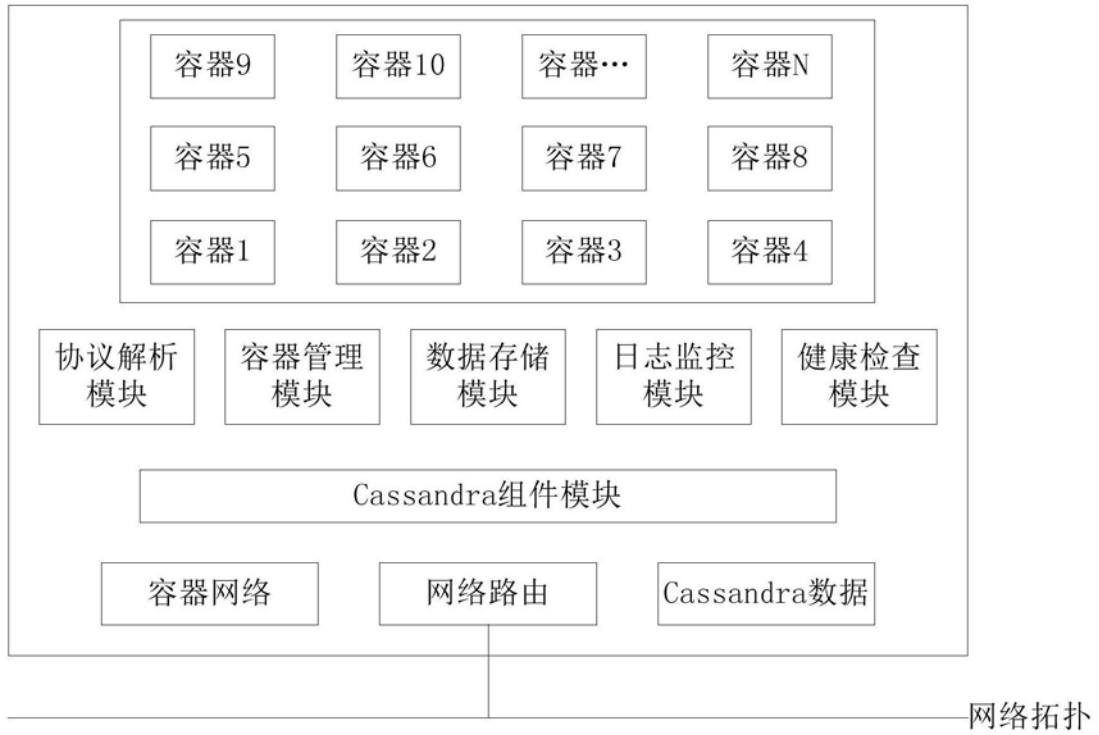 容器9
容器10
容器…
容器N
容器5
容器6
容器7
容器8
容器1
容器2
容器3
容器4
协议解析
模块
容器管理
模块
数据存储
模块
日志监控
模块
健康检查
模块
Cassandra组件模块
容器网络
网络路由
Cassandra数据
网络拓扑